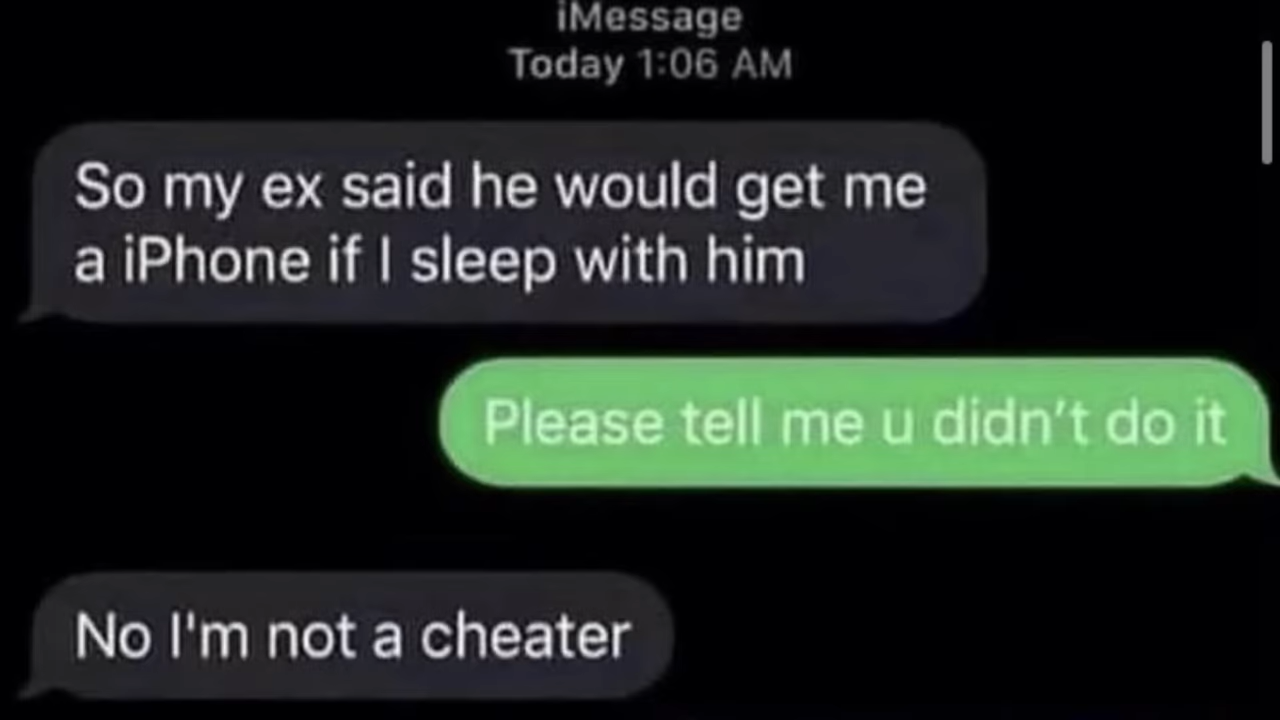 iMessage
Today 1:06 AM
So my ex said he would get me
a iPhone if I sleep with him
Please tell me u didn’t do it
No I'm not a cheater